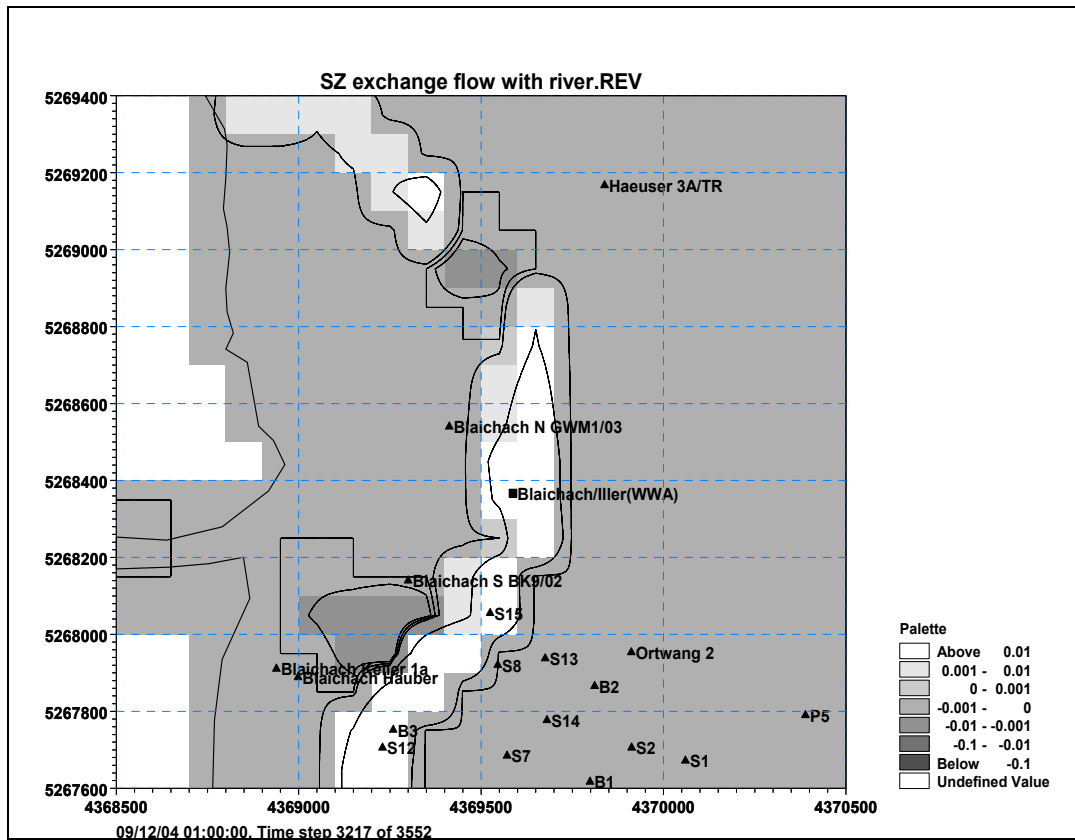 SZ exchange flow with river.REV
5269400
5269200
Haeuser 3A/TR
5269000
5268800
5268600
Blaichach N GWM1/03
5268400
Blaichach/Iller(WWA)
5268200
Blaichach S BK9/02
S15
5268000
S8
S13
Ortwang 2
Blaichach Keller 1a
Blaichach Hauber
B2
5267800
B3
S14
P5
S12
S7
S2
S1
B1
5267600
4368500 4369000 4369500 4370000 4370500
09/12/04 01:00:00, Time step 3217 of 3552
Palette
Above 0.01
0.001 - 0.01
0 - 0.001
-0.001 - 0
-0.01 - -0.001
-0.1 - -0.01
Below -0.1
Undefined Value